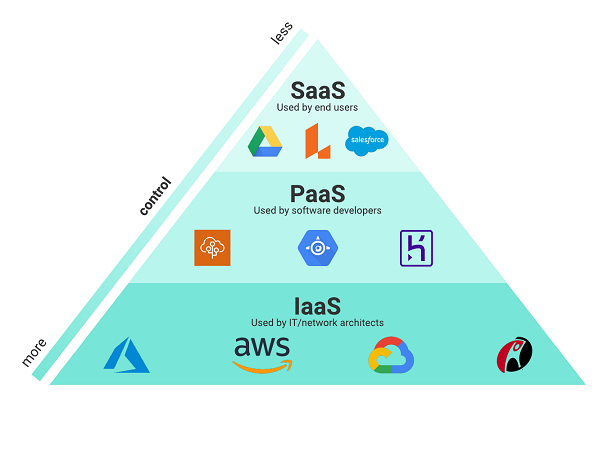 less
SaaS
Used by end users
salesforce
control
PaaS
Used by software developers
IaaS
Used by IT/network architects
more
aws